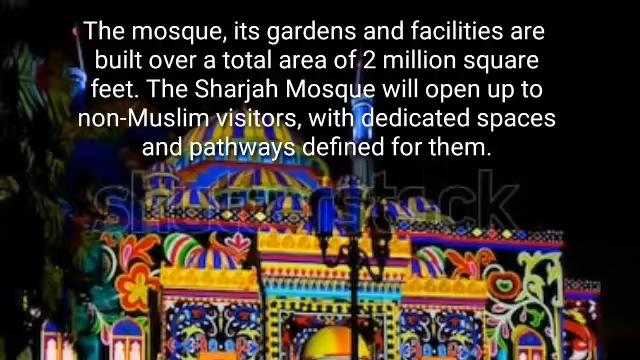 The mosque, its gardens and facilities are
built over a total area of 2 million square
feet. The Sharjah Mosque will open up to
non-Muslim visitors, with dedicated spaces
and pathways defined for them.
shutterstock